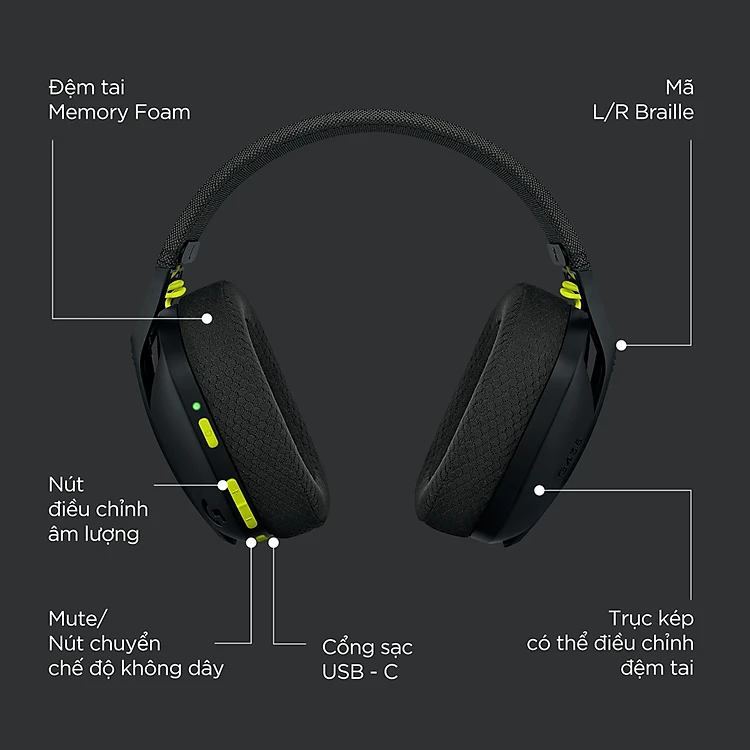 Đệm tai
Memory Foam
Mã
L/R Braille
G435
Nút
điều chỉnh
âm lượng
Mute/
Nút chuyển
chế độ không dây
Cổng sạc
USB - C
Trục kép
có thể điều chỉnh
đệm tai